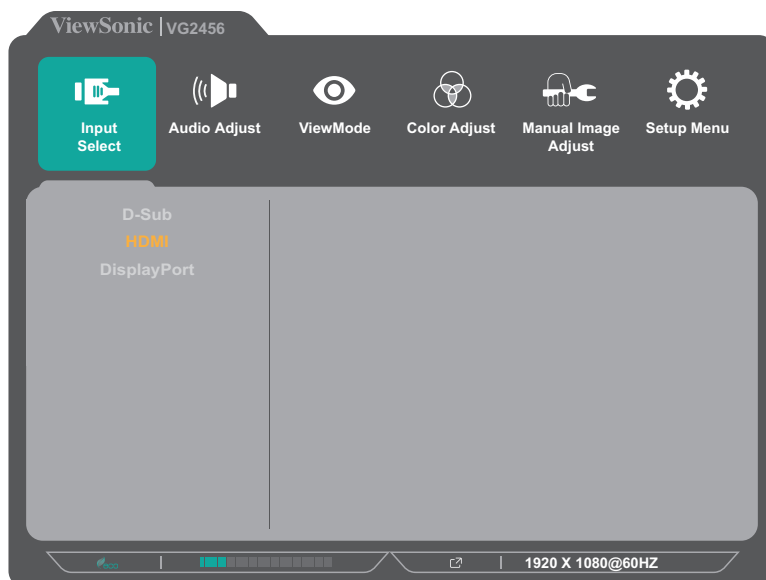 ViewSonic | VG2456
Input
Select
Audio Adjust
ViewMode
Color Adjust
Manual Image
Adjust
Setup Menu
D-Sub
HDMI
DisplayPort
eco
1920 X 1080@60HZ